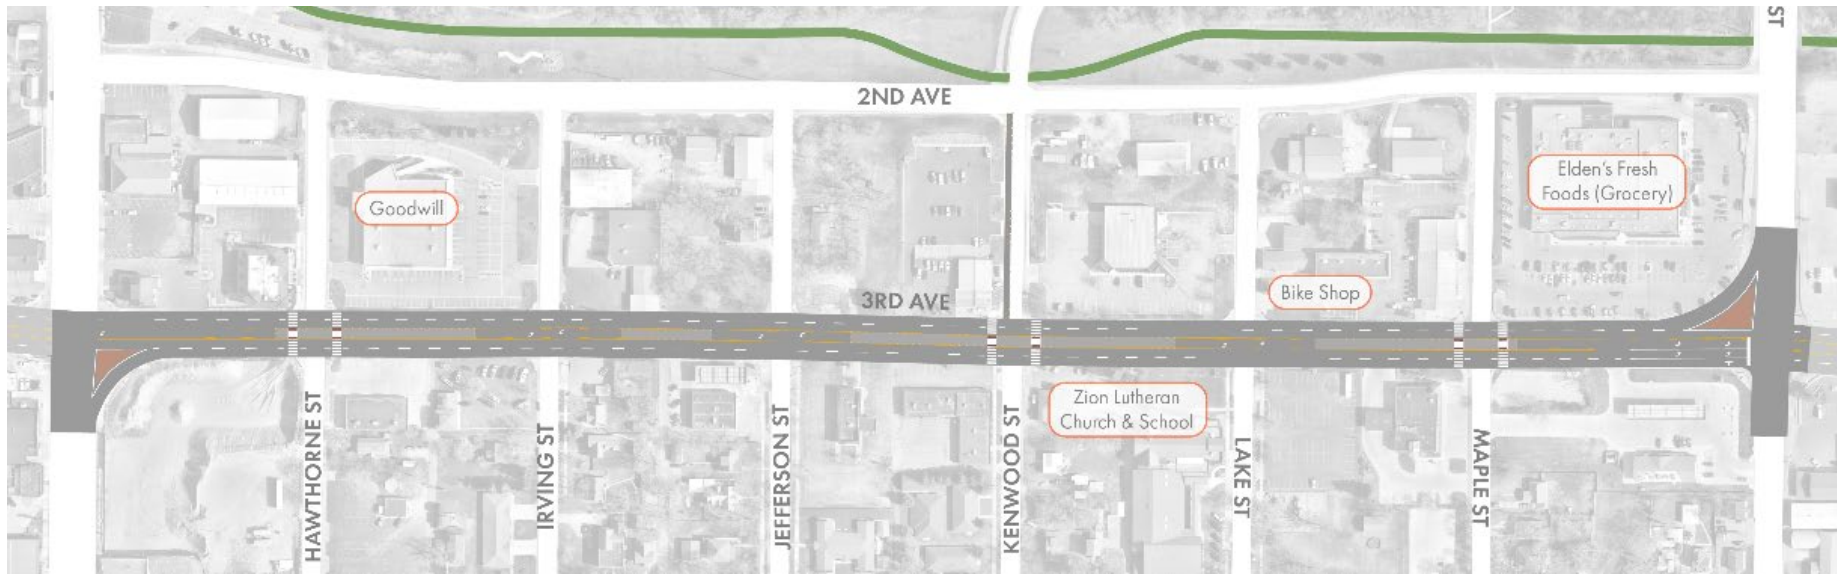 ST
2ND AVE
Goodwill
Elden's Fresh
Foods (Grocery)
3RD AVE
Bike Shop
Zion Lutheran
Church & School
HAWTHORNE ST
IRVING ST
JEFFERSON ST
KENWOOD ST
LAKE ST
MAPLE ST